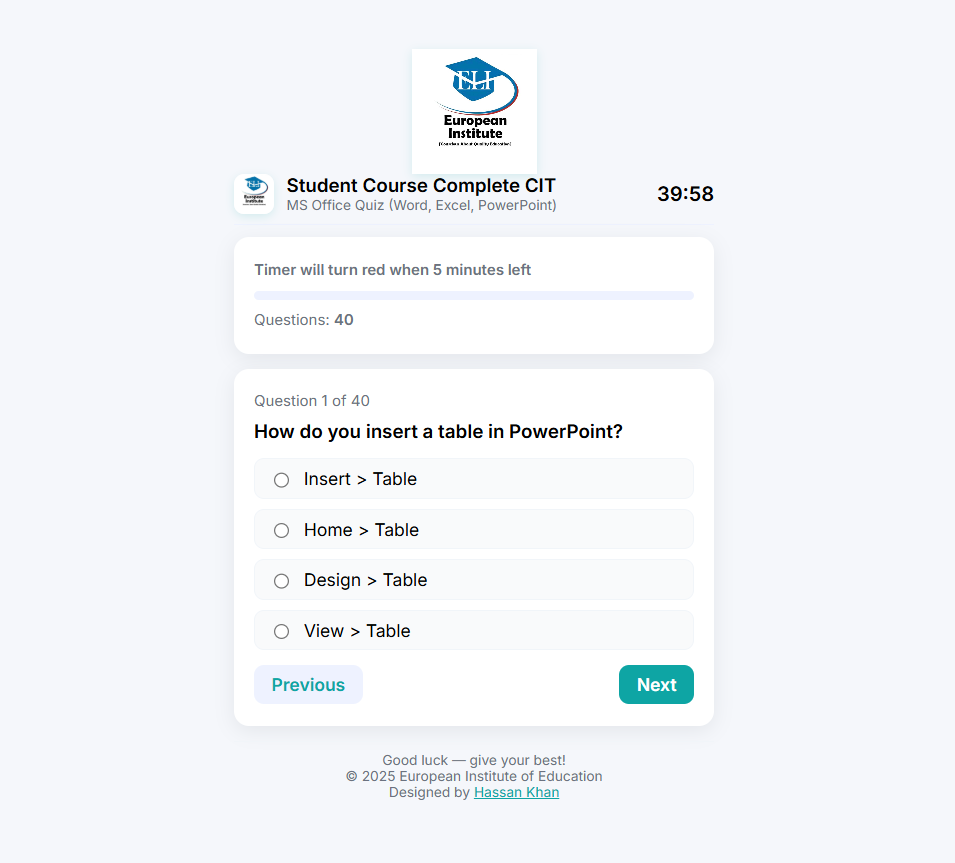 ELI
European
Institute
Student Course Complete CIT
MS Office Quiz (Word, Excel, PowerPoint)
39:58
Timer will turn red when 5 minutes left
Questions: 40
Question 1 of 40
How do you insert a table in PowerPoint?
Insert > Table
Home > Table
Design > Table
View > Table
Previous
Next
Good luck — give your best!
© 2025 European Institute of Education
Designed by Hassan Khan